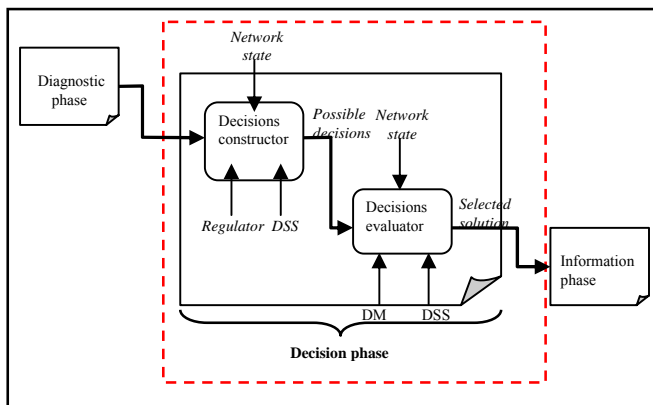 Network
state
Diagnostic
phase
Decisions
constructor
Possible
decisions
Network
state
Regulator
DSS
Decisions
evaluator
Selected
solution
Information
phase
DM
DSS
Decision phase